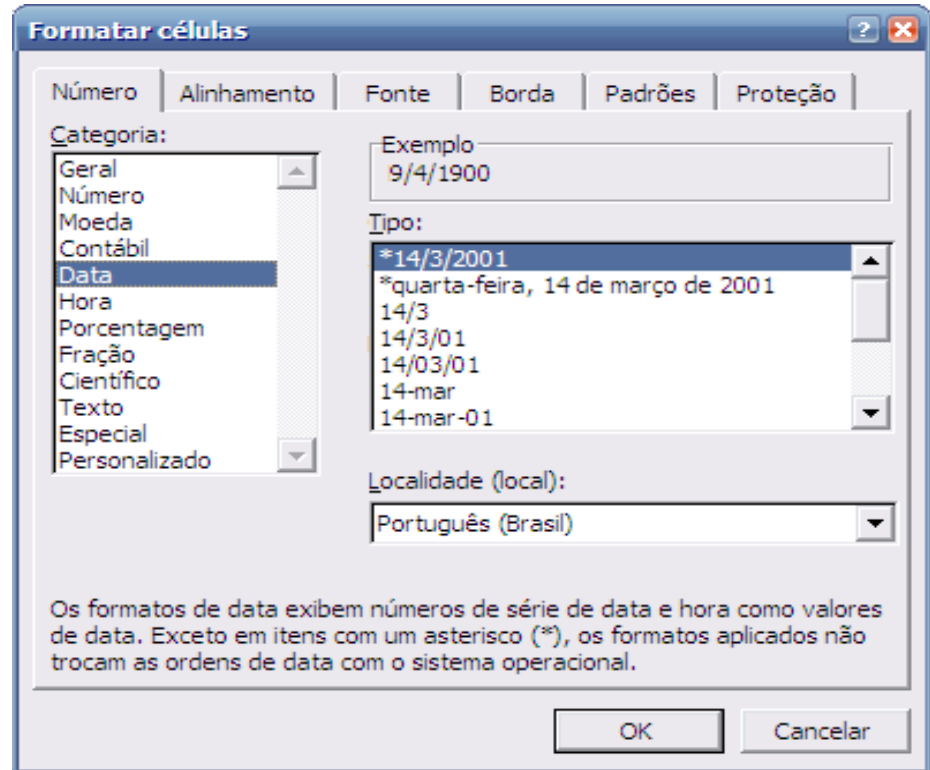 Formatar células
Número Alinhamento Fonte Borda Padrões Proteção
Categoria:
Geral
Número
Moeda
Contábil
Data
Hora
Porcentagem
Fração
Científico
Texto
Especial
Personalizado
Exemplo
9/4/1900
Tipo:
*14/3/2001
*quarta-feira, 14 de março de 2001
14/3
14/3/01
14/03/01
14-mar
14-mar-01
Localidade (local):
Português (Brasil)
Os formatos de data exibem números de série de data e hora como valores
de data. Exceto em itens com um asterisco (*), os formatos aplicados não
trocam as ordens de data com o sistema operacional.
OK Cancelar